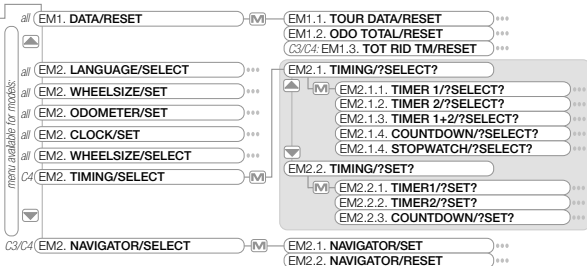 all EM1. DATA/RESET M EM1.1. TOUR DATA/RESET
EM1.2. ODO TOTAL/RESET
C3/C4: EM1.3. TOT RID TM/RESET
menu available for models:
all EM2. LANGUAGE/SELECT
all EM2. WHEELSIZE/SET
all EM2. ODOMETER/SET
all EM2. CLOCK/SET
all EM2. WHEELSIZE/SELECT
C4 EM2. TIMING/SELECT M
EM2.1. TIMING/?SELECT?
M EM2.1.1. TIMER 1/?SELECT?
EM2.1.2. TIMER 2/?SELECT?
EM2.1.3. TIMER 1+2/?SELECT?
EM2.1.4. COUNTDOWN/?SELECT?
EM2.1.4. STOPWATCH/?SELECT?
EM2.2. TIMING/?SET?
M EM2.2.1. TIMER1/?SET?
EM2.2.2. TIMER2/?SET?
EM2.2.3. COUNTDOWN/?SET?
C3/C4 EM2. NAVIGATOR/SELECT M EM2.1. NAVIGATOR/SET
EM2.2. NAVIGATOR/RESET